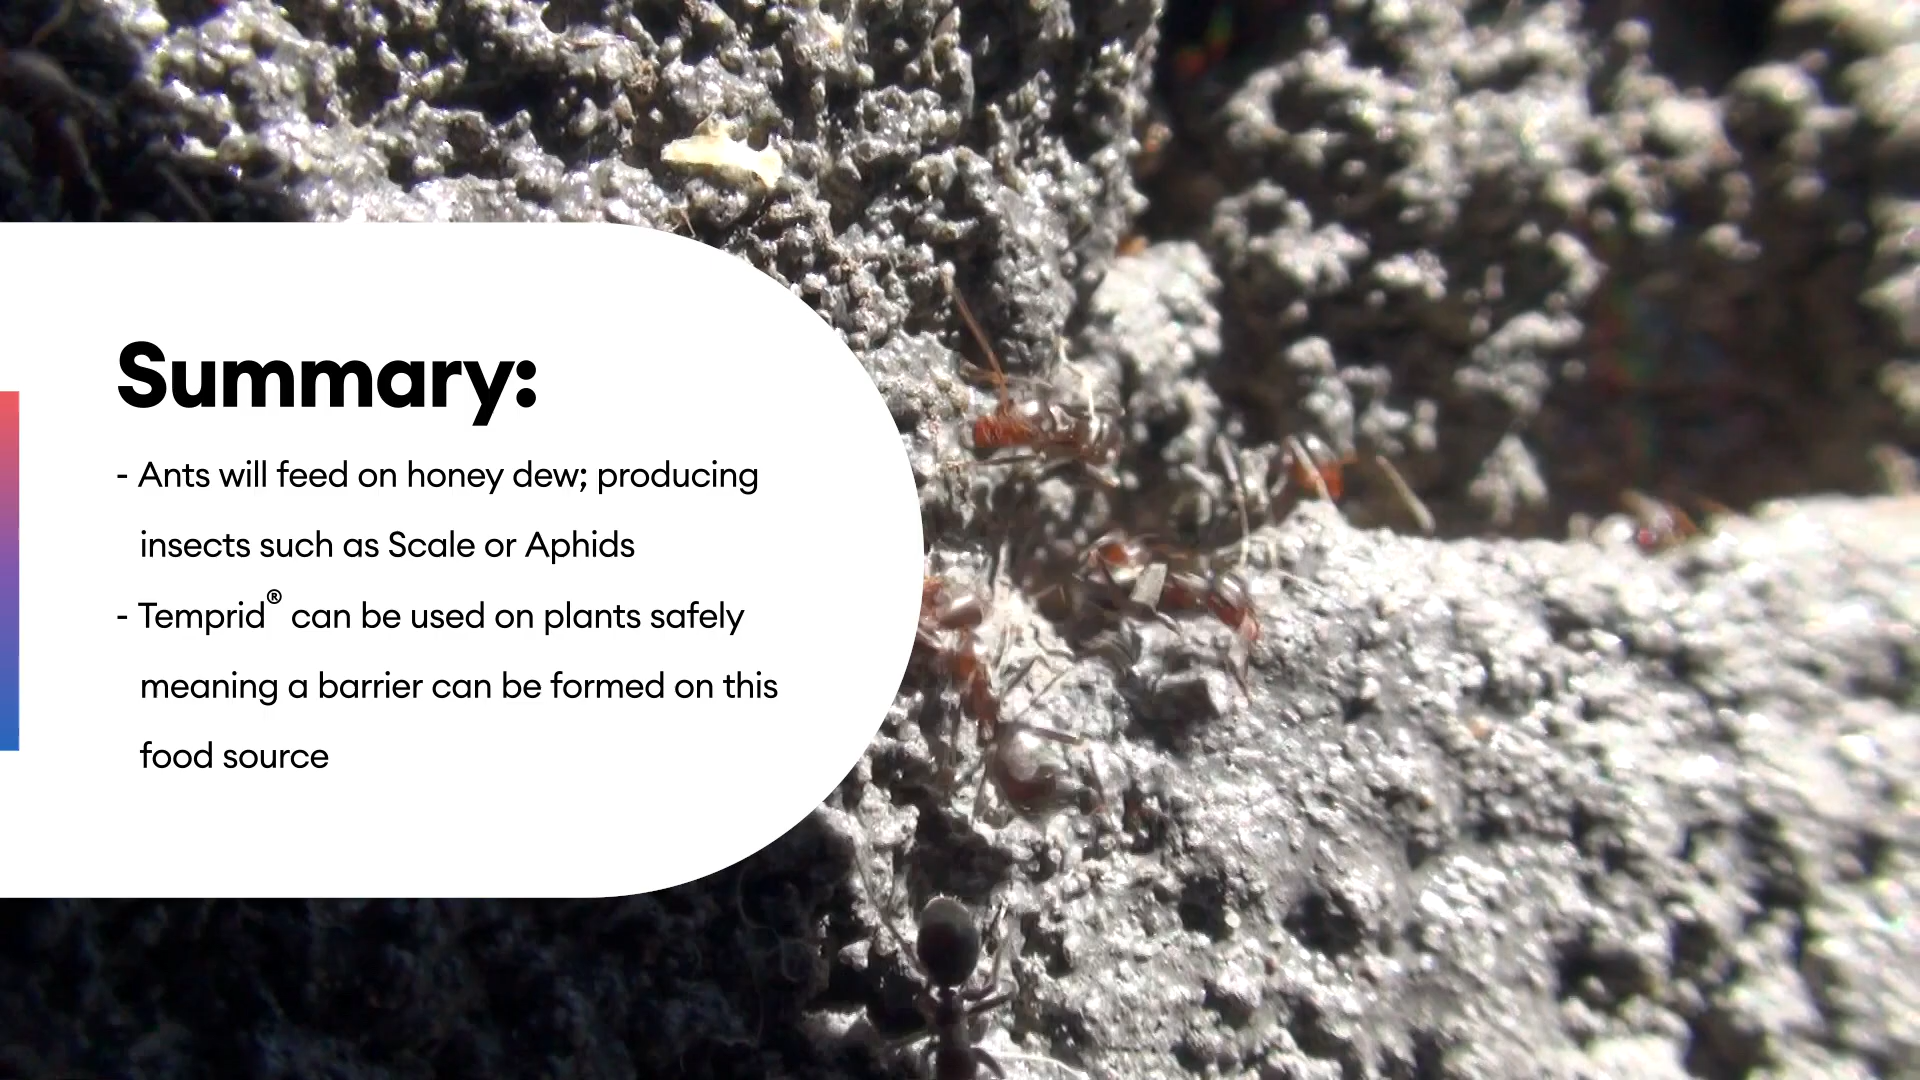 Summary:
- Ants will feed on honey dew; producing
insects such as Scale or Aphids
- Temprid® can be used on plants safely
meaning a barrier can be formed on this
food source